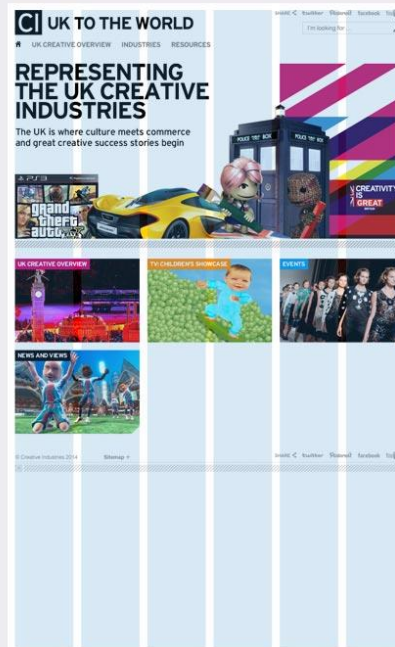 CI UK TO THE WORLD
twitter
facebook
I'm looking for ...
UK CREATIVE OVERVIEW INDUSTRIES RESOURCES
REPRESENTING
THE UK CREATIVE
INDUSTRIES
The UK is where culture meets commerce
and great creative success stories begin
POLICE BOX
POLICE BOX
PS3
grand
theft
auto
CREATIVITY
IS
GREAT
UK CREATIVE OVERVIEW
TV: CHILDREN'S SHOWCASE
EVENTS
NEWS AND VIEWS
© Creative Industries 2014
Sitemap +
twitter
facebook